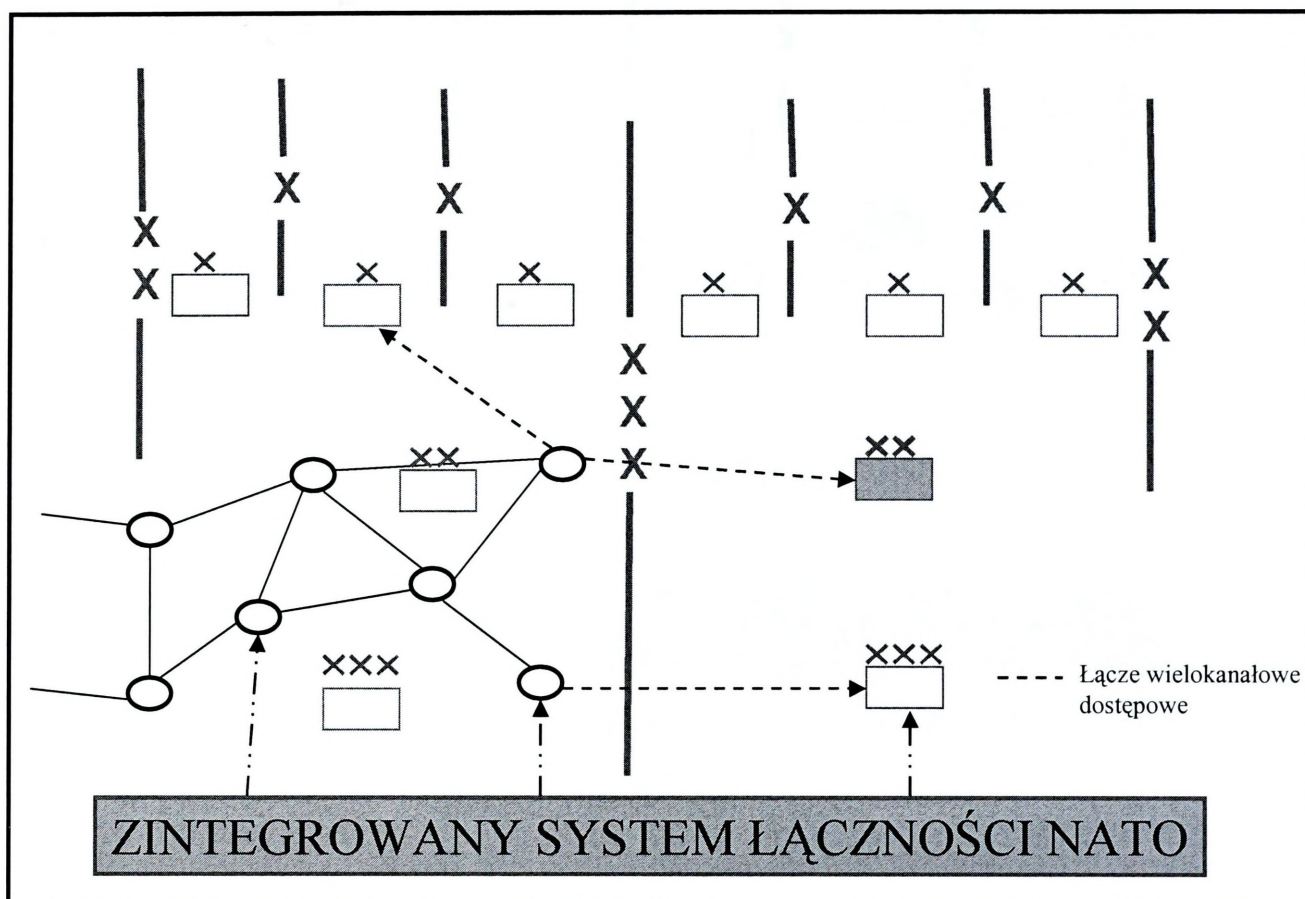 X X X X X
X X
X X X X X X
X
X
X
X X X X
X X X X X X
Łącze wielokanałowe
dostępowe
ZINTEGROWANY SYSTEM ŁĄCZNOŚCI NATO